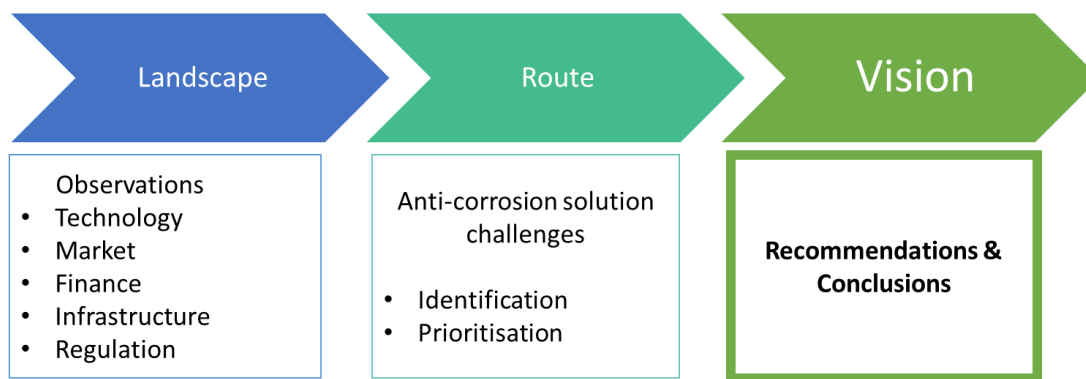 Landscape
Route
Vision
Observations
• Technology
• Market
• Finance
• Infrastructure
• Regulation
Anti-corrosion solution
challenges
• Identification
• Prioritisation
Recommendations &
Conclusions